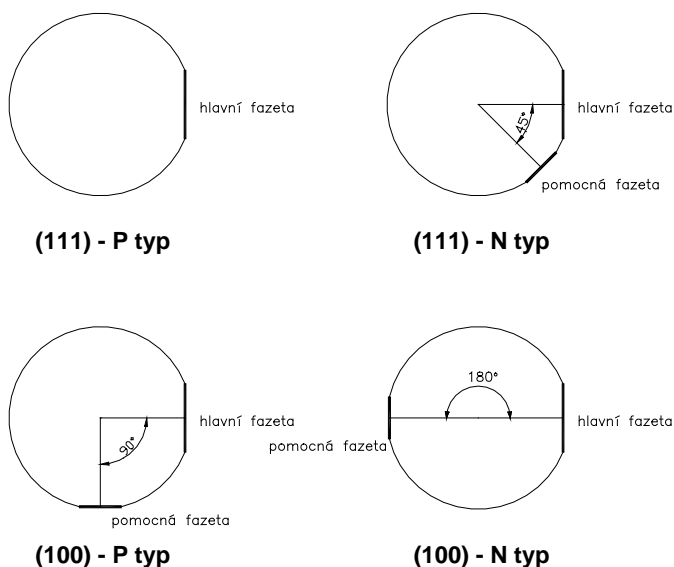 hlavní fazeta
(111) - P typ
45°
hlavní fazeta
pomocná fazeta
(111) - N typ
90°
hlavní fazeta
pomocná fazeta
(100) - P typ
180°
hlavní fazeta
pomocná fazeta
(100) - N typ